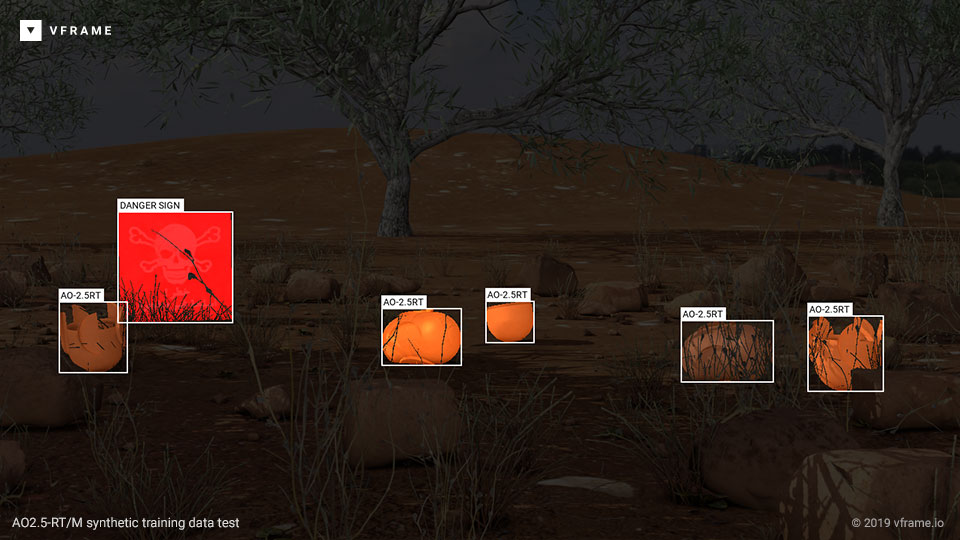 VFRAME
DANGER SIGN
AO-2.5RT
AO-2.5RT
AO-2.5RT
AO-2.5RT
AO-2.5RT
AO2.5-RT/M synthetic training data test
© 2019 vframe.io